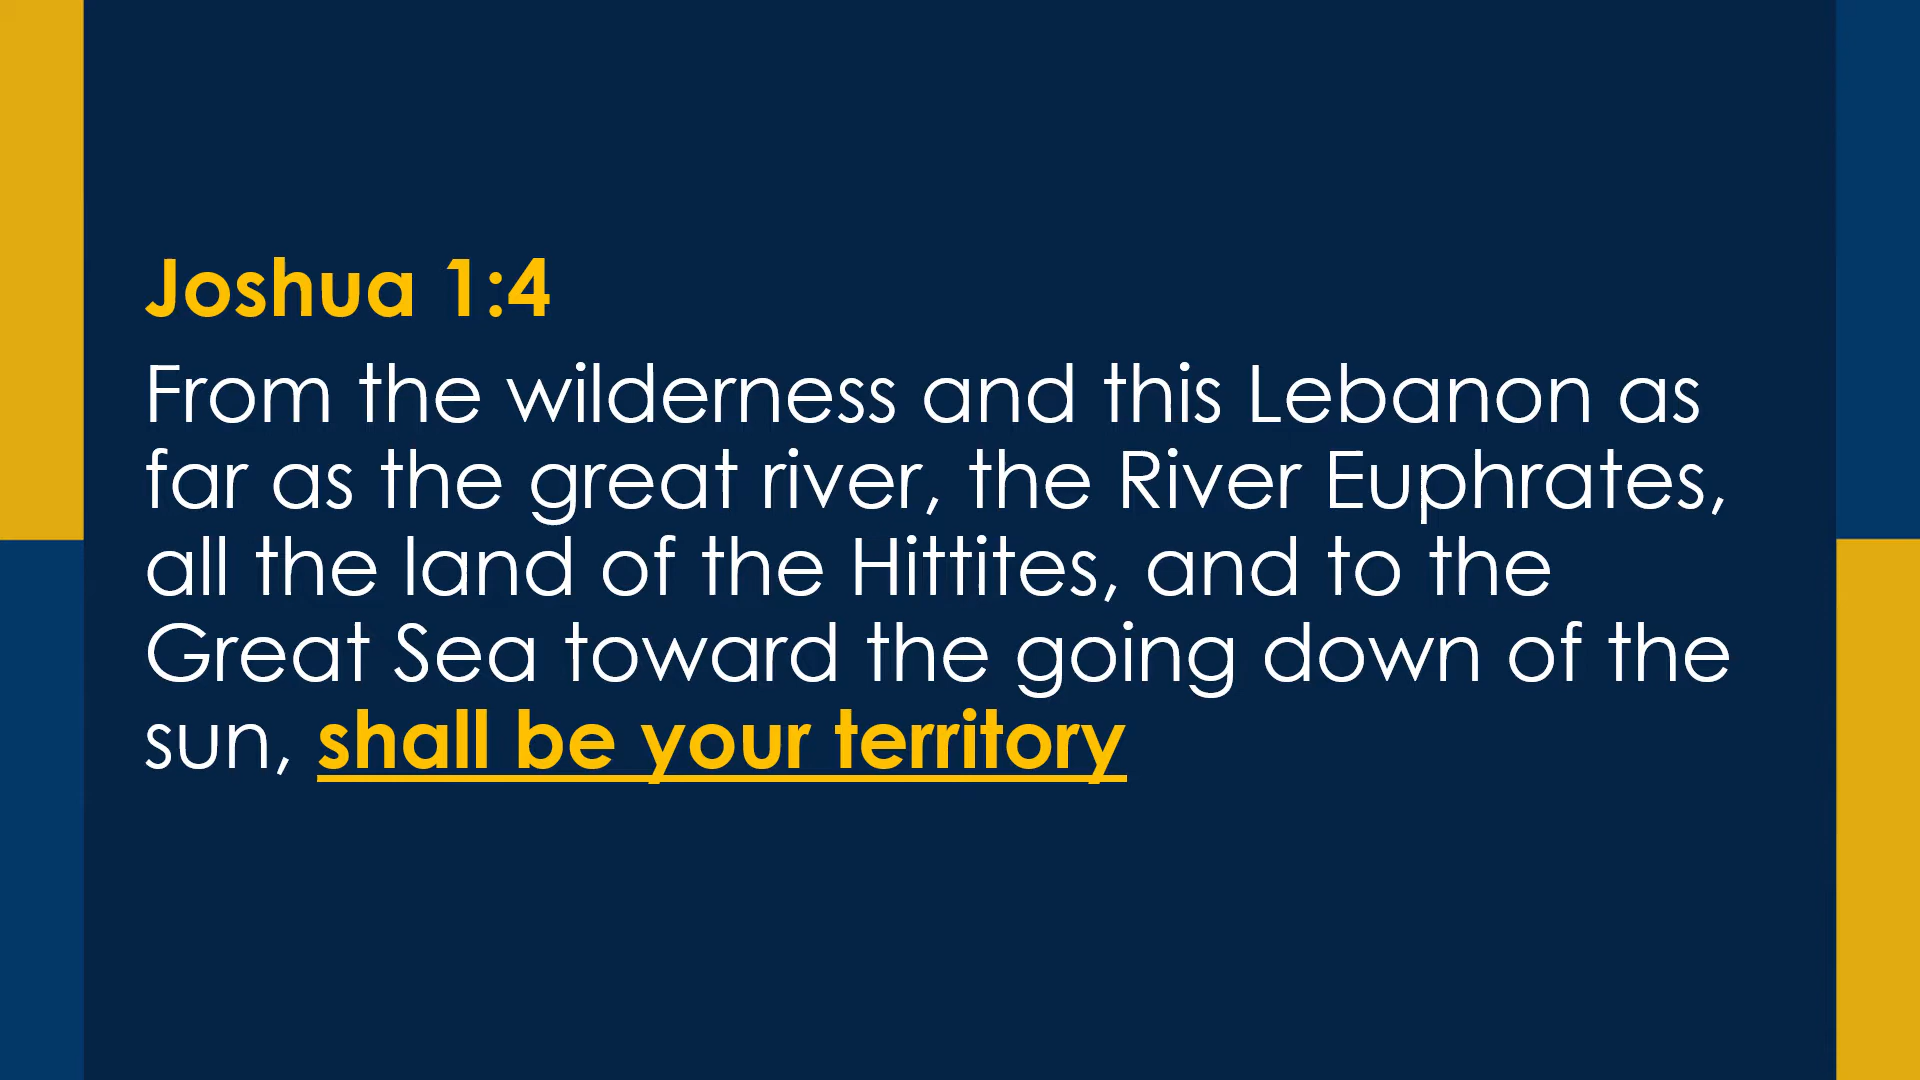 Joshua 1:4
From the wilderness and this Lebanon as
far as the great river, the River Euphrates,
all the land of the Hittites, and to the
Great Sea toward the going down of the
sun, shall be your territory